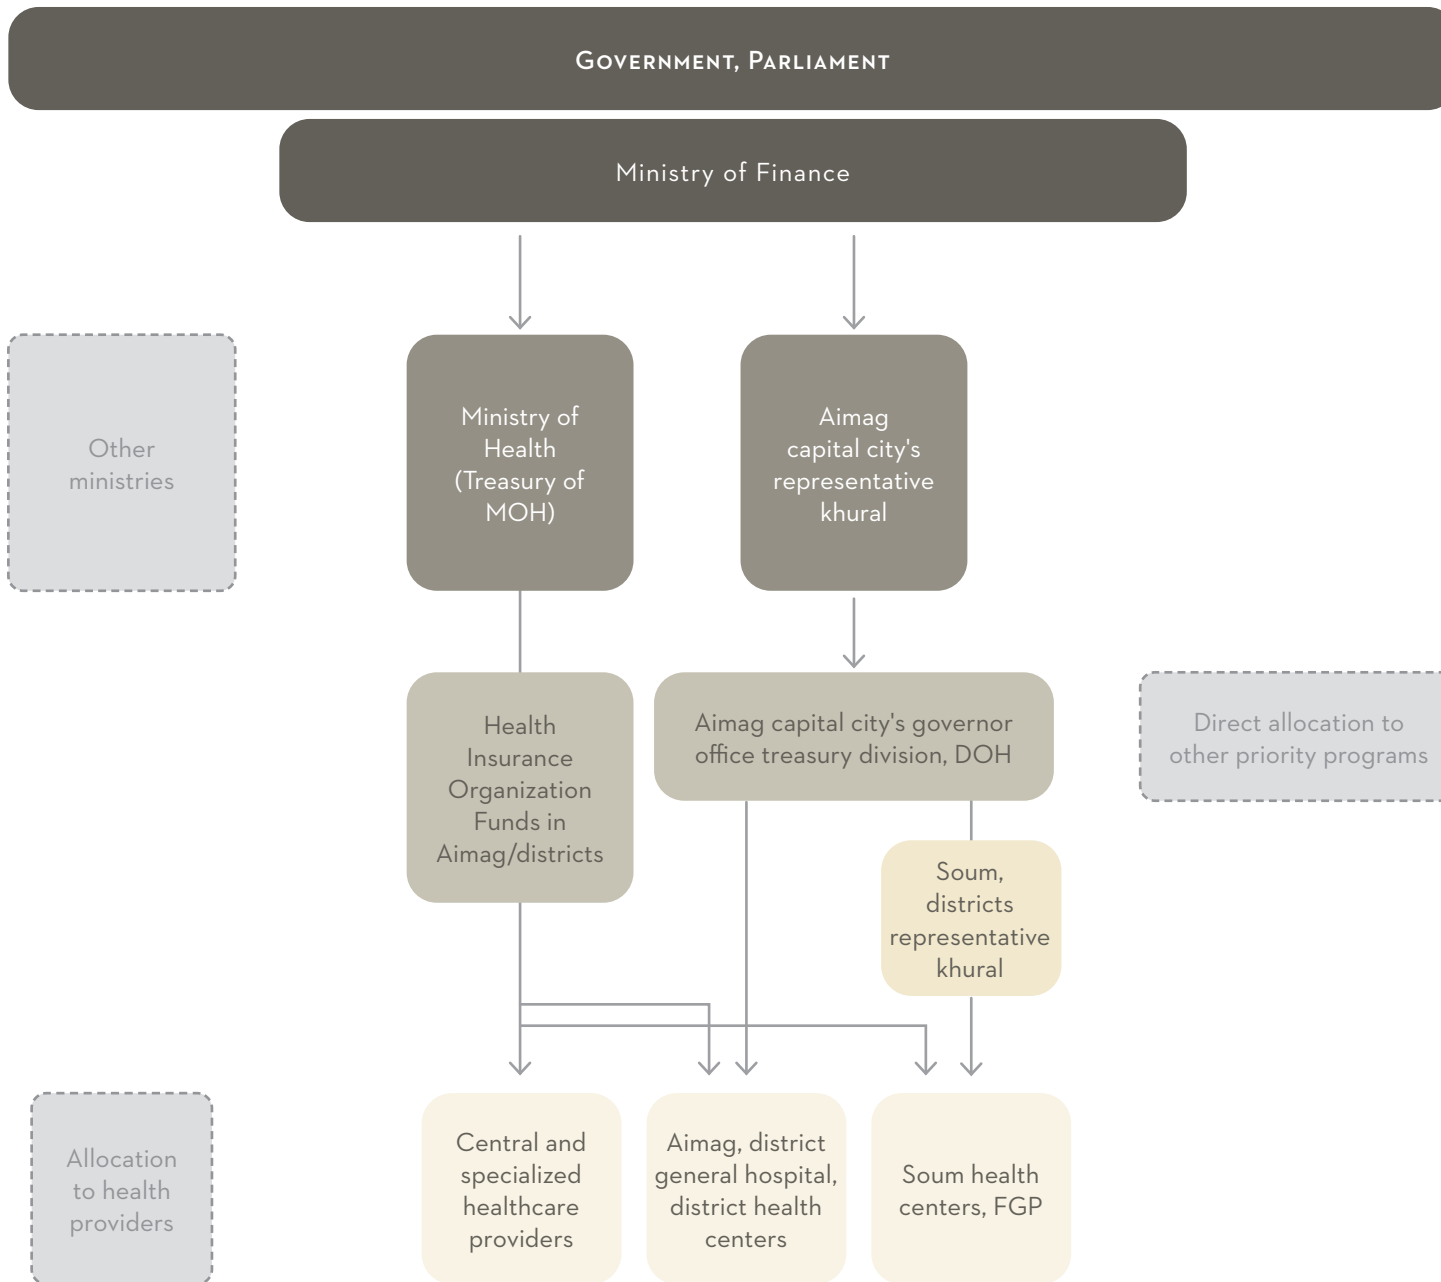 Government, Parliament
Ministry of Finance
Other
ministries
Ministry of
Health
(Treasury of
MOH)
Aimag
capital city's
representative
khural
Health
Insurance
Organization
Funds in
Aimag/districts
Aimag capital city's governor
office treasury division, DOH
Direct allocation to
other priority programs
Soum,
districts
representative
khural
Allocation
to health
providers
Central and
specialized
healthcare
providers
Aimag, district
general hospital,
district health
centers
Soum health
centers, FGP